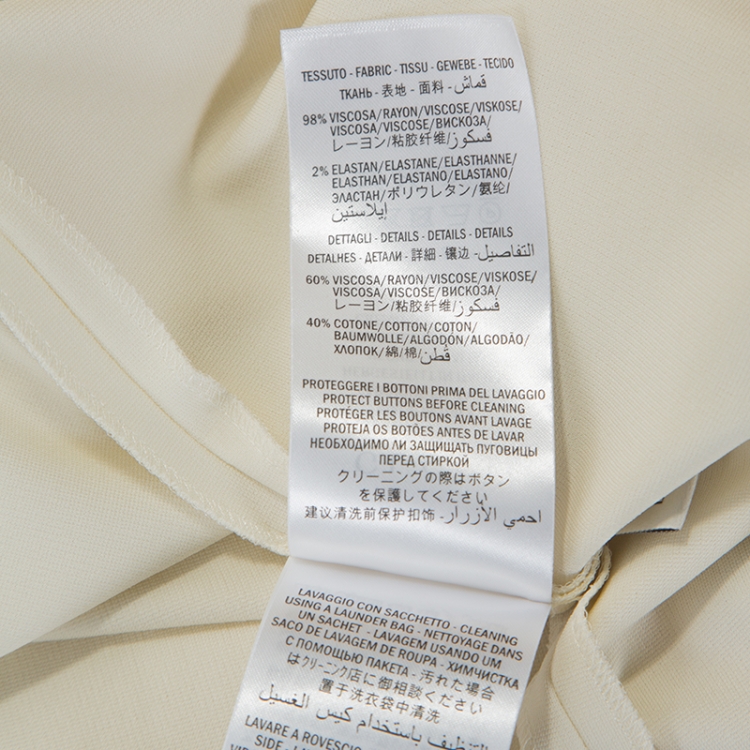 TESSUTO - FABRIC - TISSU - GEWEBE - TECIDO
ТКАНЬ - 表地 - 面料 - قماش
98% VISCOSA/RAYON/VISCOSE/VISKOSE/
VISCOSA/VISCOSE/ВИСКОЗА/
レーヨン/粘胶纤维/فسكوز
2% ELASTAN/ELASTANE/ELASTHANNE/
ELASTHAN/ELASTANO/ELASTANO/
ЭЛАСТАН/ポリウレタン/氨纶/
إيلاستين
DETTAGLI - DETAILS - DETAILS - DETAILS
DETALHES - ДЕТАЛИ - 詳細 - 镶边 - التفاصيل
60% VISCOSA/RAYON/VISCOSE/VISKOSE/
VISCOSA/VISCOSE/ВИСКОЗА/
レーヨン/粘胶纤维/فسكوز
40% COTONE/COTTON/COTON/
BAUMWOLLE/ALGODÓN/ALGODÃO/
ХЛОПОК/綿/棉/قطن
PROTEGGERE I BOTTONI PRIMA DEL LAVAGGIO
PROTECT BUTTONS BEFORE CLEANING
PROTÉGER LES BOUTONS AVANT LAVAGE
PROTEJA OS BOTÕES ANTES DE LAVAR
НЕОБХОДИМО ЛИ ЗАЩИЩАТЬ ПУГОВИЦЫ
ПЕРЕД СТИРКОЙ
クリーニングの際はボタン
を保護してください
建议清洗前保护扣饰 - احمي الأزرار
LAVAGGIO CON SACCHETTO - CLEANING
USING A LAUNDER BAG - NETTOYAGE DANS
UN SACHET - LAVAGEM USANDO UM
SACO DE LAVAGEM DE ROUPA - ХИМЧИСТКА
С ПОМОЩЬЮ ПАКЕТА - 汚れた場合
はクリーニング店に御相談ください
置于洗衣袋中清洗
التنظيف باستخدام كيس الغسيل
LAVARE A ROVESCIO
SIDE - LAVA